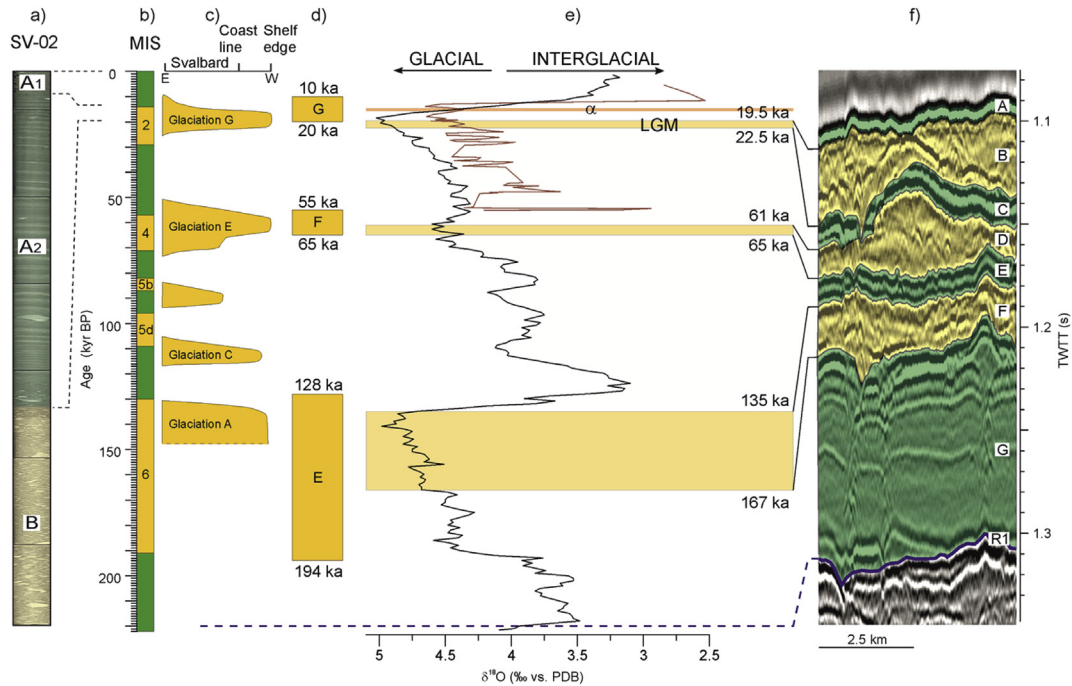 a)
b)
c)
d)
e)
f)
SV-02
MIS
Coast line
Shelf edge
Svalbard
E
W
GLACIAL
INTERGLACIAL
A1
A2
B
Age (kyr BP)
0
50
100
150
200
2
4
5b
5d
6
Glaciation G
Glaciation E
Glaciation C
Glaciation A
10 ka
G
20 ka
55 ka
F
65 ka
128 ka
E
194 ka
α
LGM
19.5 ka
22.5 ka
61 ka
65 ka
135 ka
167 ka
5
4.5
4
3.5
3
2.5
δ¹⁸O (‰ vs. PDB)
A
B
C
D
E
F
G
R1
1.1
1.2
1.3
TWTT (s)
2.5 km